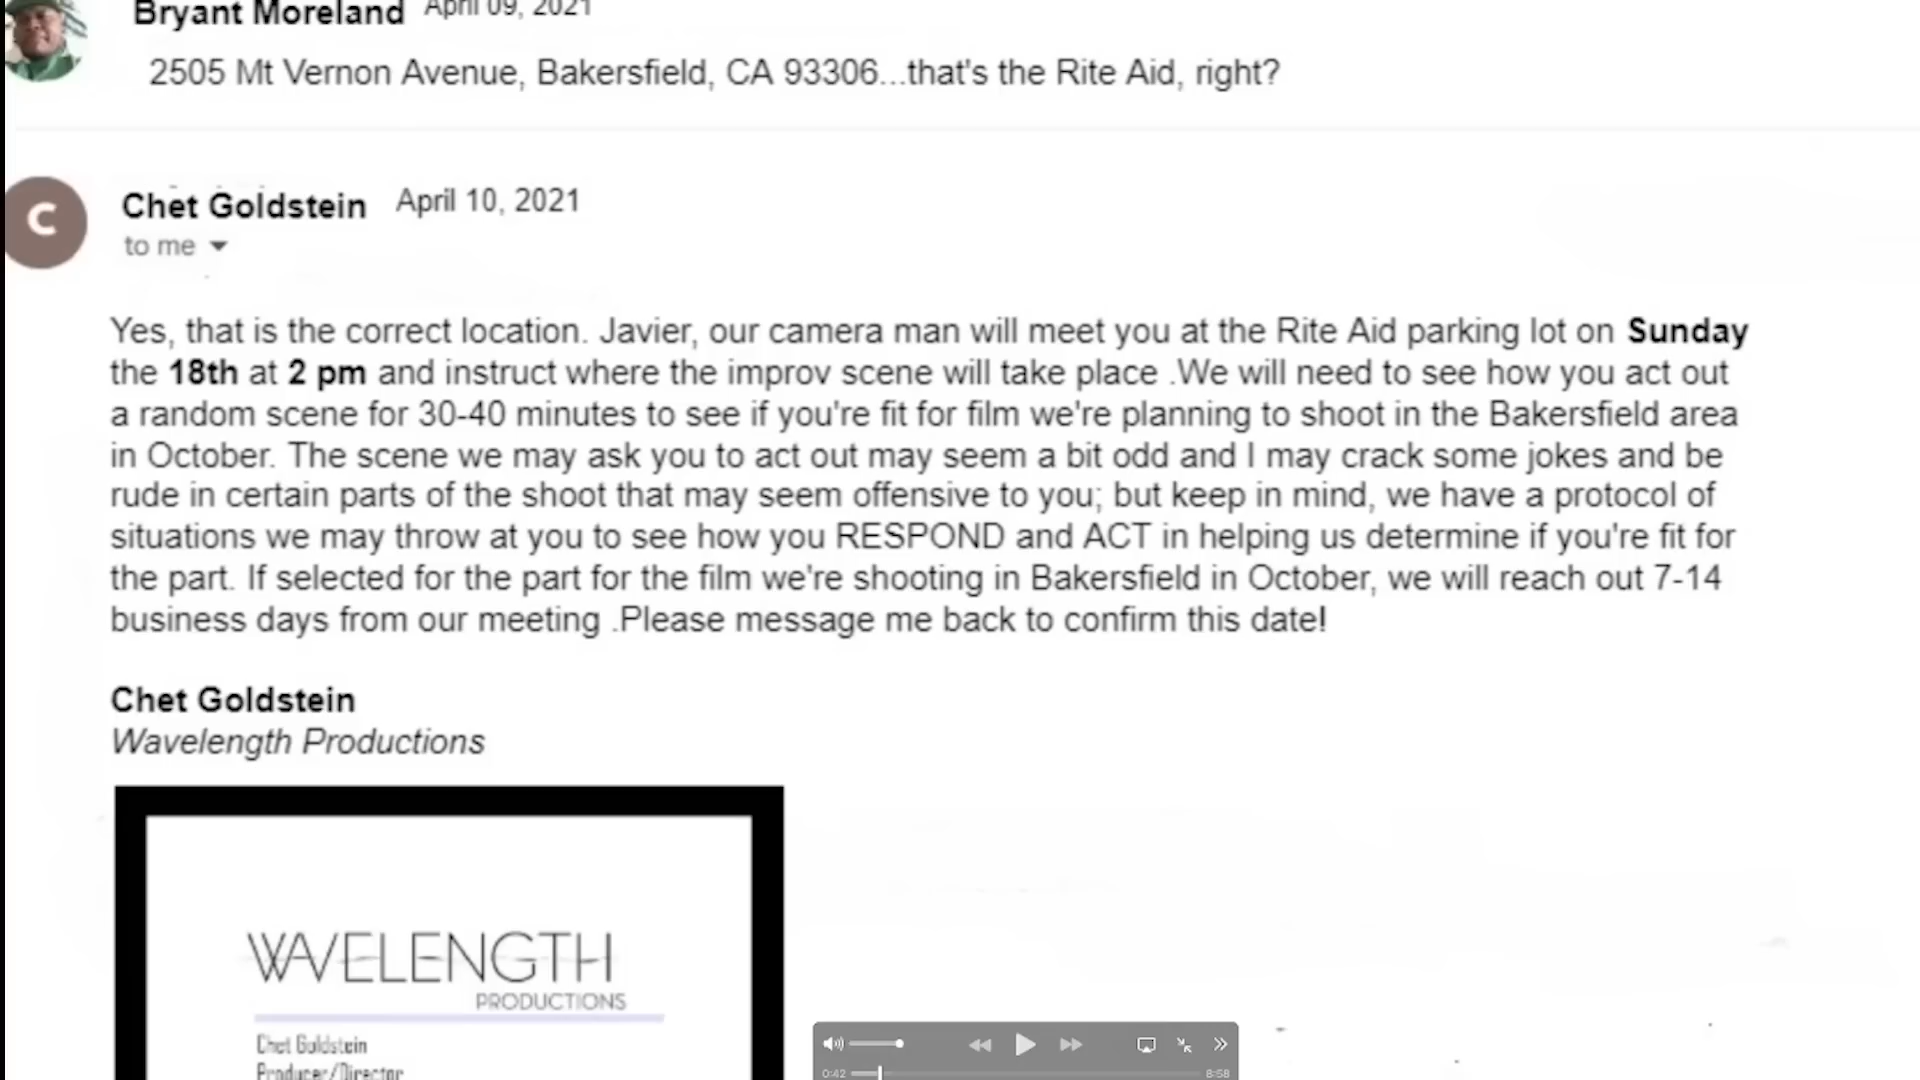 Bryant Moreland April 09, 2021
2505 Mt Vernon Avenue, Bakersfield, CA 93306...that's the Rite Aid, right?
C
Chet Goldstein April 10, 2021
to me
Yes, that is the correct location. Javier, our camera man will meet you at the Rite Aid parking lot on Sunday
the 18th at 2 pm and instruct where the improv scene will take place .We will need to see how you act out
a random scene for 30-40 minutes to see if you're fit for film we're planning to shoot in the Bakersfield area
in October. The scene we may ask you to act out may seem a bit odd and I may crack some jokes and be
rude in certain parts of the shoot that may seem offensive to you; but keep in mind, we have a protocol of
situations we may throw at you to see how you RESPOND and ACT in helping us determine if you're fit for
the part. If selected for the part for the film we're shooting in Bakersfield in October, we will reach out 7-14
business days from our meeting .Please message me back to confirm this date!
Chet Goldstein
Wavelength Productions
WAVELENGTH
PRODUCTIONS
Chet Goldstein
Producer/Director
0:42 8:58